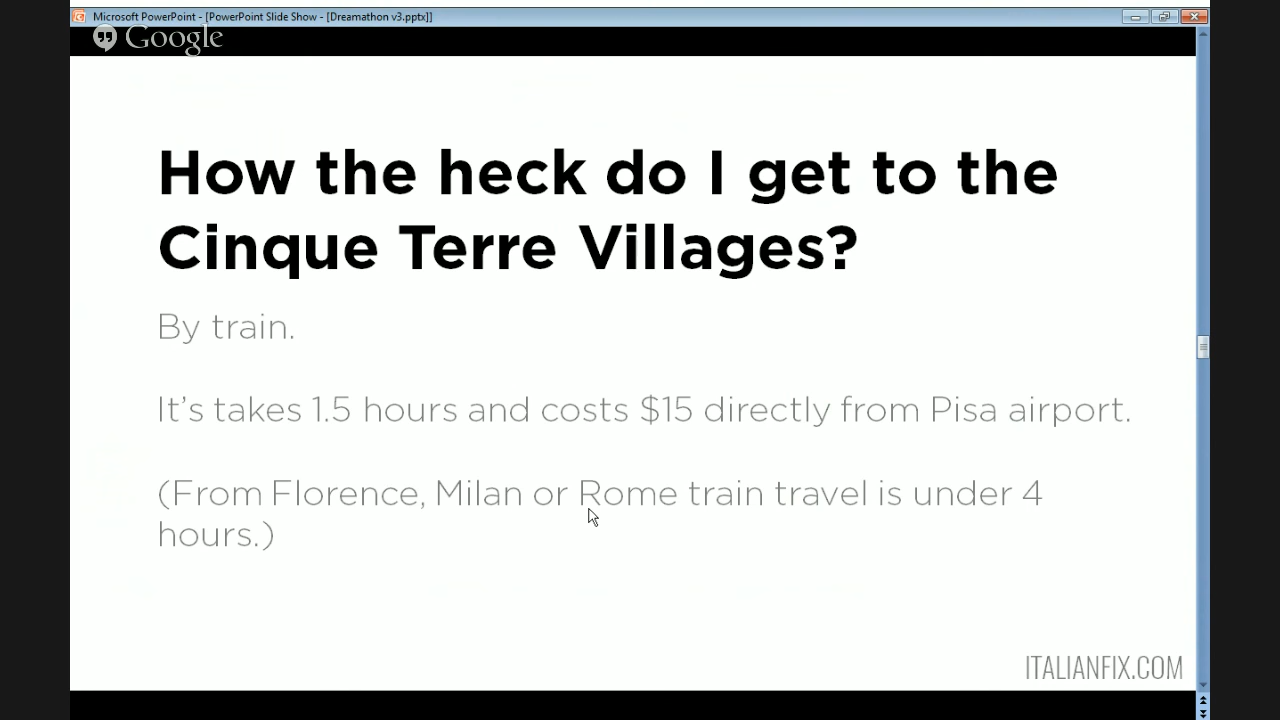 Microsoft PowerPoint - [PowerPoint Slide Show - [Dreamathon v3.pptx]]
Google
How the heck do I get to the
Cinque Terre Villages?
By train.
It's takes 1.5 hours and costs $15 directly from Pisa airport.
(From Florence, Milan or Rome train travel is under 4
hours.)
ITALIANFIX.COM